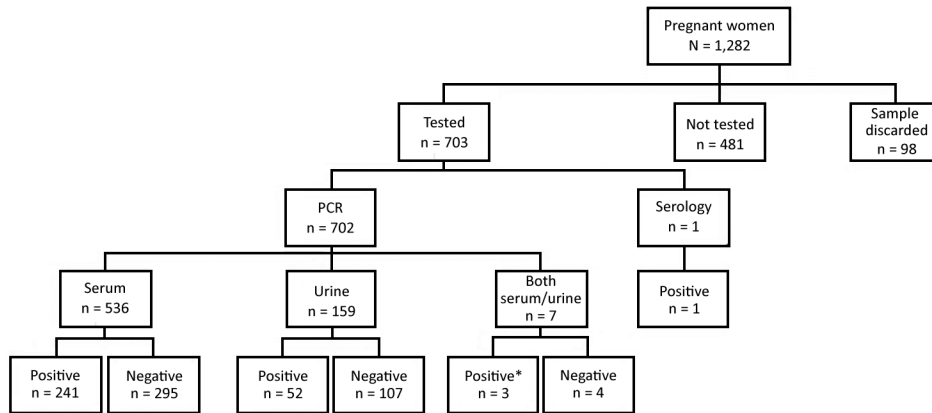 Pregnant women
N = 1,282
Tested
n = 703
Not tested
n = 481
Sample
discarded
n = 98
PCR
n = 702
Serology
n = 1
Serum
n = 536
Urine
n = 159
Both
serum/urine
n = 7
Positive
n = 1
Positive
n = 241
Negative
n = 295
Positive
n = 52
Negative
n = 107
Positive*
n = 3
Negative
n = 4